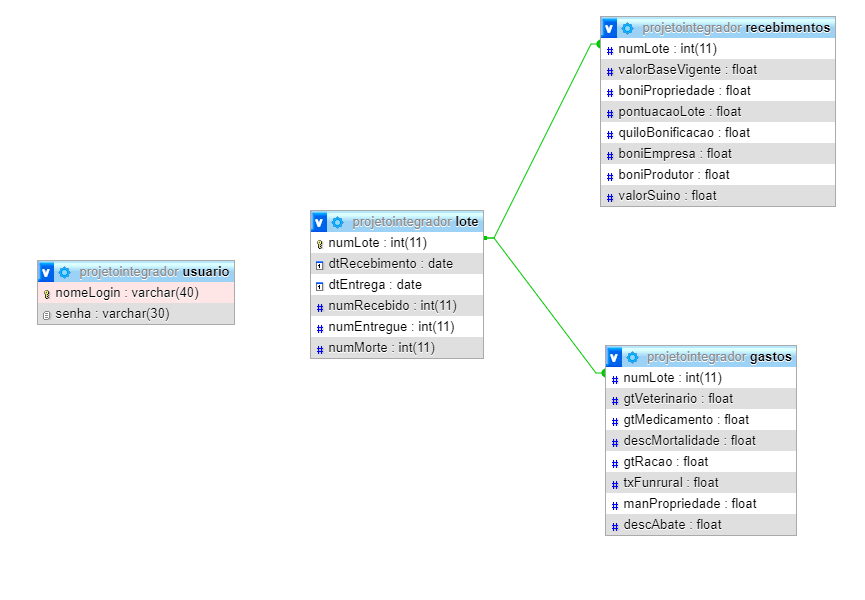 projetointegrador usuario
nomeLogin : varchar(40)
senha : varchar(30)
projetointegrador lote
numLote : int(11)
dtRecebimento : date
dtEntrega : date
numRecebido : int(11)
numEntregue : int(11)
numMorte : int(11)
projetointegrador recebimentos
numLote : int(11)
valorBaseVigente : float
boniPropriedade : float
pontuacaoLote : float
quiloBonificacao : float
boniEmpresa : float
boniProdutor : float
valorSuino : float
projetointegrador gastos
numLote : int(11)
gtVeterinario : float
gtMedicamento : float
descMortalidade : float
gtRacao : float
txFunrural : float
manPropriedade : float
descAbate : float